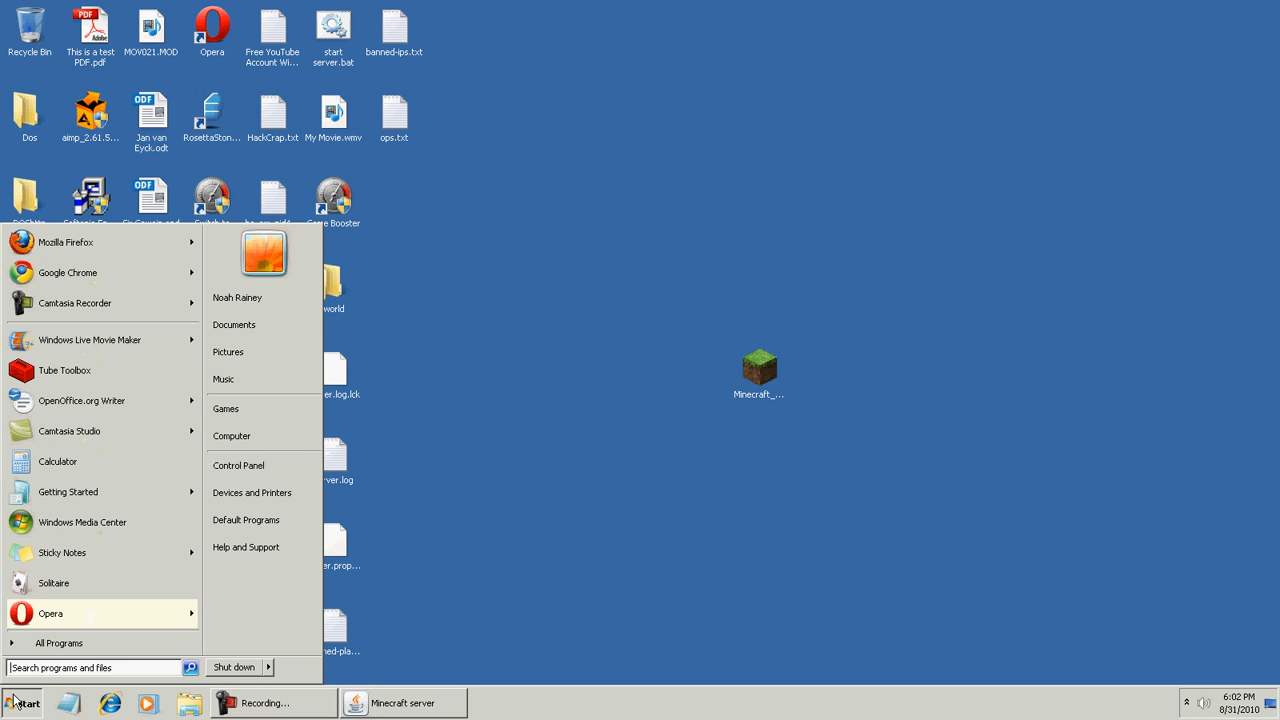 Recycle Bin
This is a test
PDF.pdf
MOV021.MOD
Opera
Free YouTube
Account Wi...
start
server.bat
banned-ips.txt
Dos
aimp_2.61.5...
Jan van
Eyck.odt
RosettaSton...
HackCrap.txt
My Movie.wmv
ops.txt
Switch to
Game Booster
world
er.log.lck
ver.log
er.prop...
ned-pla...
Minecraft_...
Mozilla Firefox
Google Chrome
Camtasia Recorder
Windows Live Movie Maker
Tube Toolbox
OpenOffice.org Writer
Camtasia Studio
Calculator
Getting Started
Windows Media Center
Sticky Notes
Solitaire
Opera
All Programs
Search programs and files
Noah Rainey
Documents
Pictures
Music
Games
Computer
Control Panel
Devices and Printers
Default Programs
Help and Support
Shut down
Start
Recording...
Minecraft server
6:02 PM
8/31/2010